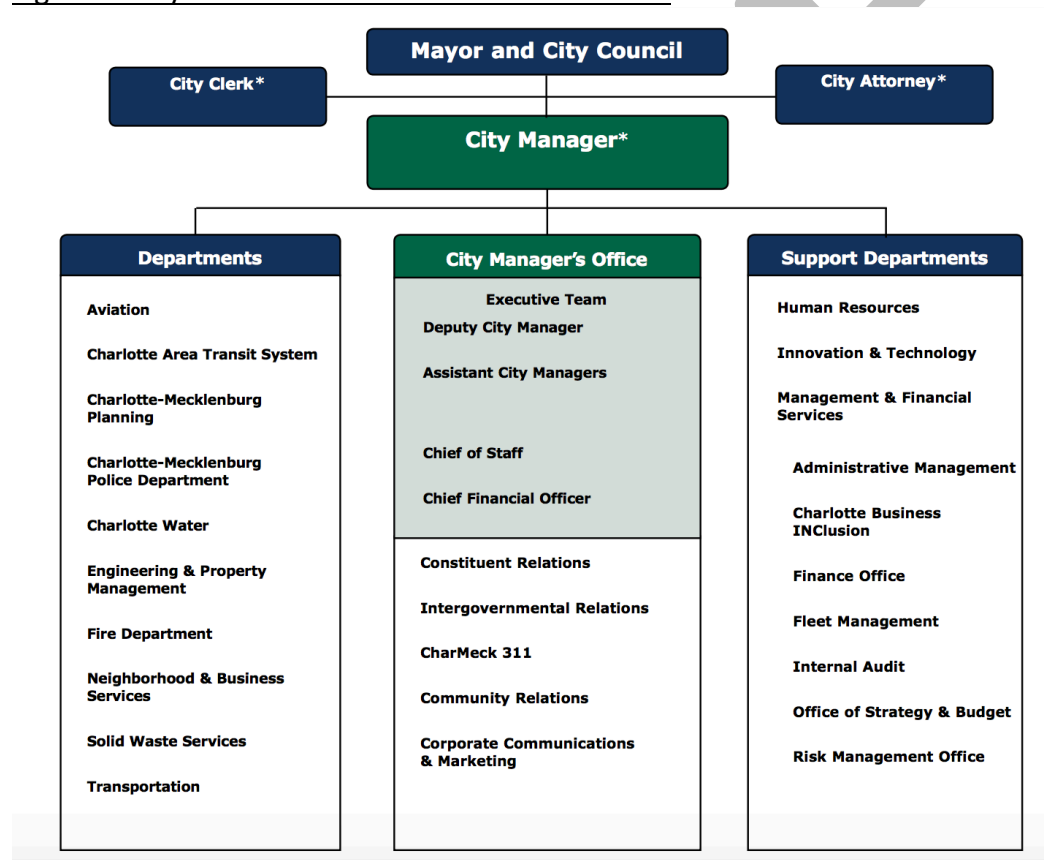 Mayor and City Council
City Clerk*
City Attorney*
City Manager*
Departments
Aviation
Charlotte Area Transit System
Charlotte-Mecklenburg
Planning
Charlotte-Mecklenburg
Police Department
Charlotte Water
Engineering & Property
Management
Fire Department
Neighborhood & Business
Services
Solid Waste Services
Transportation
City Manager's Office
Executive Team
Deputy City Manager
Assistant City Managers
Chief of Staff
Chief Financial Officer
Constituent Relations
Intergovernmental Relations
CharMeck 311
Community Relations
Corporate Communications
& Marketing
Support Departments
Human Resources
Innovation & Technology
Management & Financial
Services
Administrative Management
Charlotte Business
INClusion
Finance Office
Fleet Management
Internal Audit
Office of Strategy & Budget
Risk Management Office